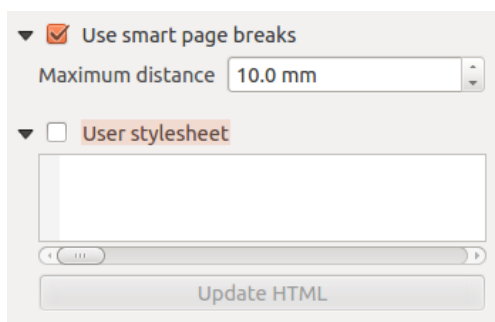 Use smart page breaks
Maximum distance 10.0 mm
User stylesheet
Update HTML